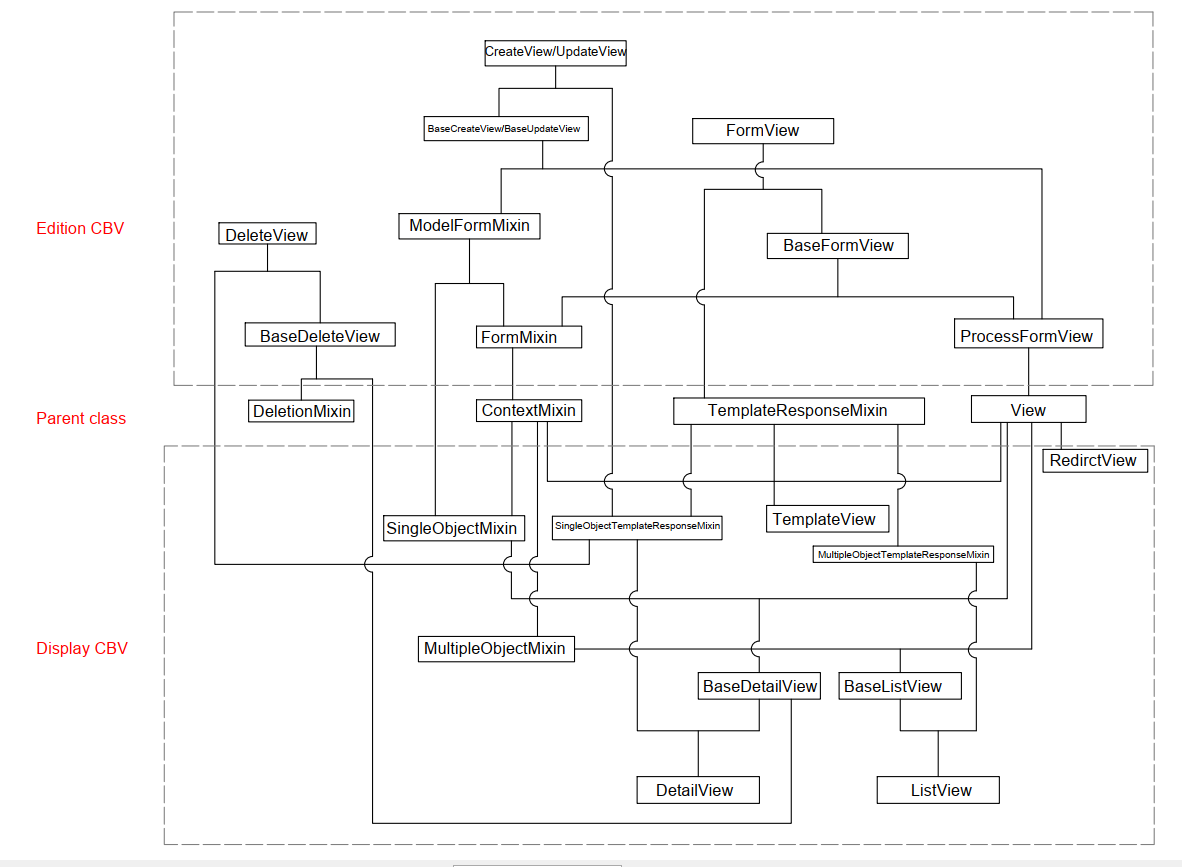 CreateView/UpdateView
BaseCreateView/BaseUpdateView
FormView
Edition CBV
DeleteView
ModelFormMixin
BaseFormView
BaseDeleteView
FormMixin
ProcessFormView
Parent class
DeletionMixin
ContextMixin
TemplateResponseMixin
View
RedirctView
SingleObjectMixin
SingleObjectTemplateResponseMixin
TemplateView
MultipleObjectTemplateResponseMixin
Display CBV
MultipleObjectMixin
BaseDetailView
BaseListView
DetailView
ListView